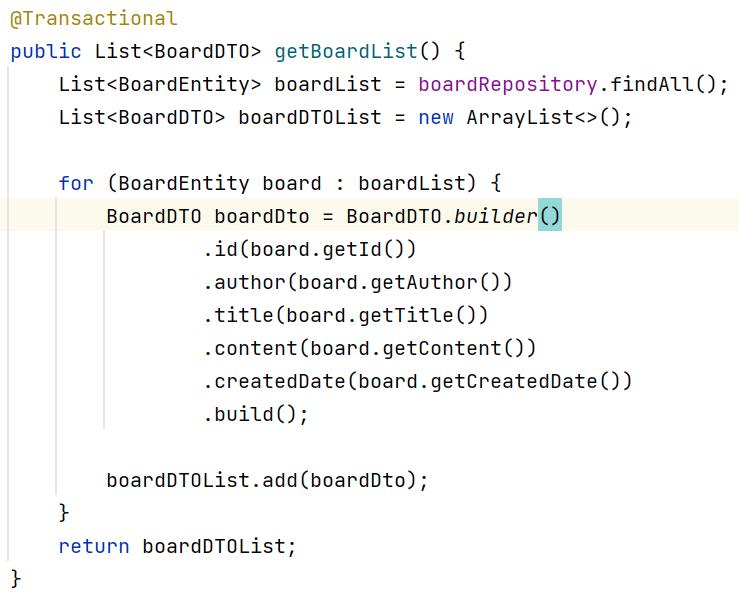 @Transactional
public List<BoardDTO> getBoardList() {
    List<BoardEntity> boardList = boardRepository.findAll();
    List<BoardDTO> boardDTOList = new ArrayList<>();

    for (BoardEntity board : boardList) {
        BoardDTO boardDto = BoardDTO.builder()
                .id(board.getId())
                .author(board.getAuthor())
                .title(board.getTitle())
                .content(board.getContent())
                .createdDate(board.getCreatedDate())
                .build();

        boardDTOList.add(boardDto);
    }
    return boardDTOList;
}